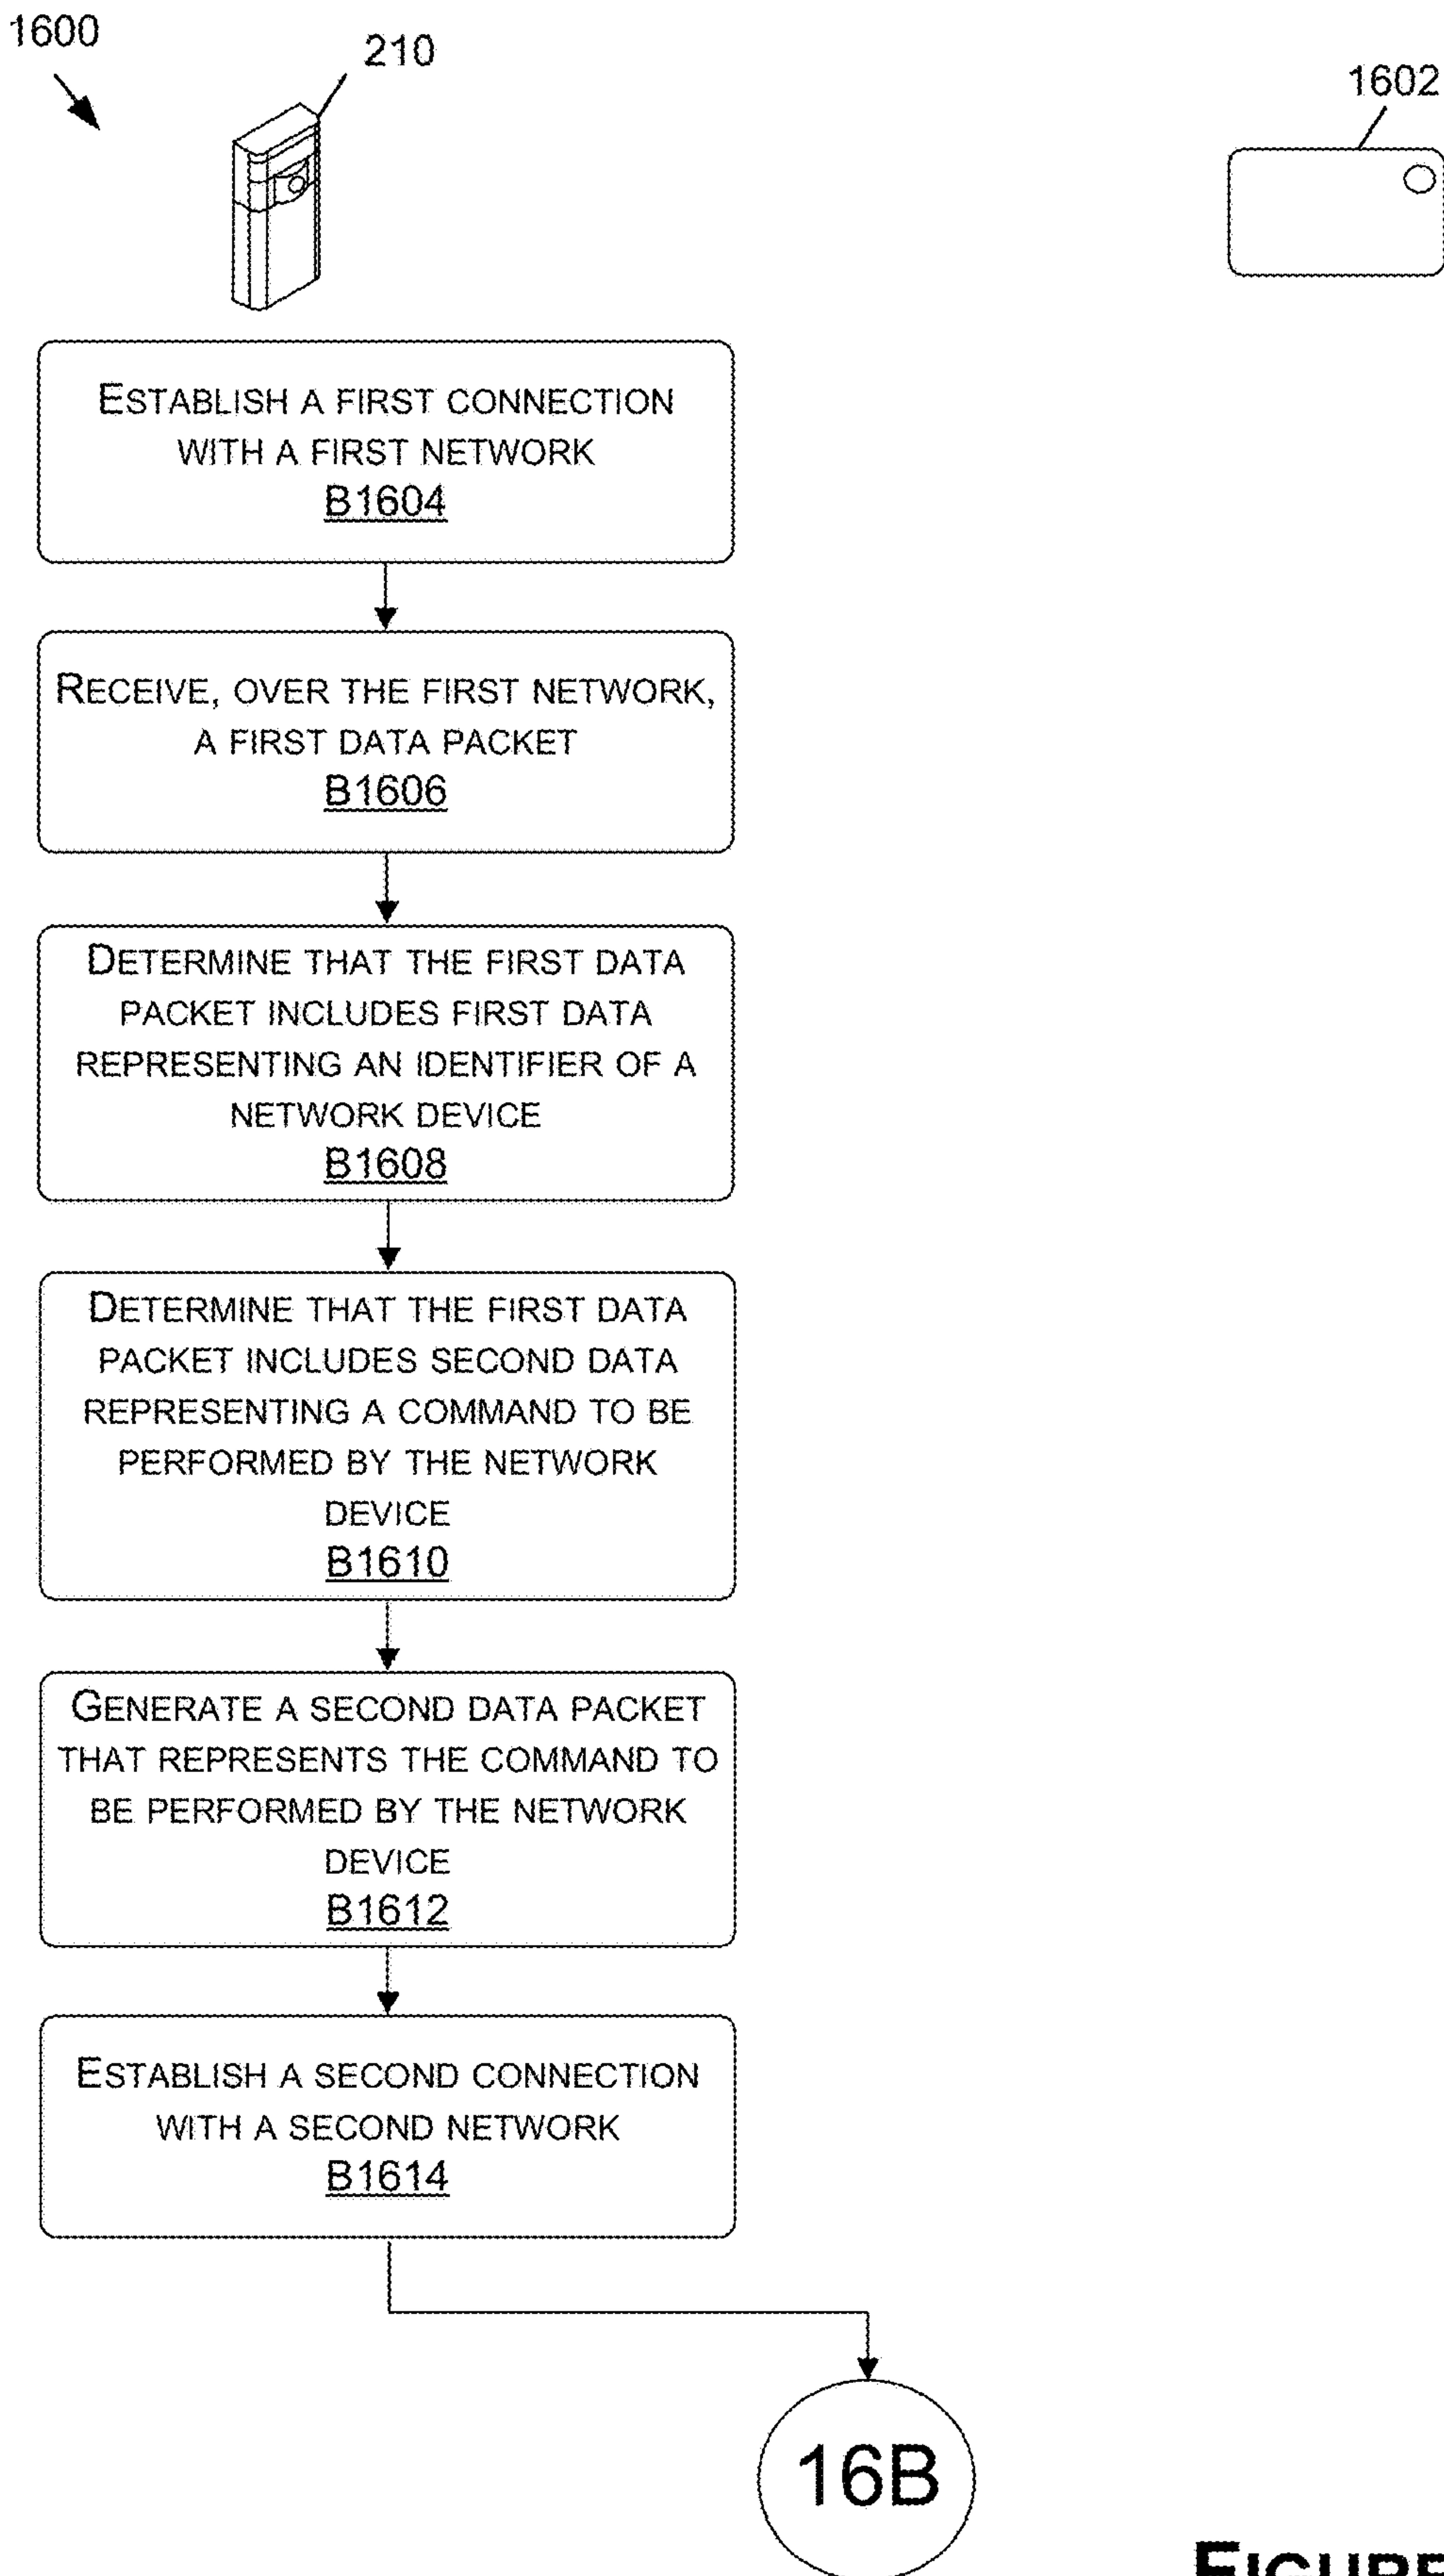 1600
210
1602
ESTABLISH A FIRST CONNECTION
WITH A FIRST NETWORK
B1604
RECEIVE, OVER THE FIRST NETWORK,
A FIRST DATA PACKET
B1606
DETERMINE THAT THE FIRST DATA
PACKET INCLUDES FIRST DATA
REPRESENTING AN IDENTIFIER OF A
NETWORK DEVICE
B1608
DETERMINE THAT THE FIRST DATA
PACKET INCLUDES SECOND DATA
REPRESENTING A COMMAND TO BE
PERFORMED BY THE NETWORK
DEVICE
B1610
GENERATE A SECOND DATA PACKET
THAT REPRESENTS THE COMMAND TO
BE PERFORMED BY THE NETWORK
DEVICE
B1612
ESTABLISH A SECOND CONNECTION
WITH A SECOND NETWORK
B1614
16B
FIGURE